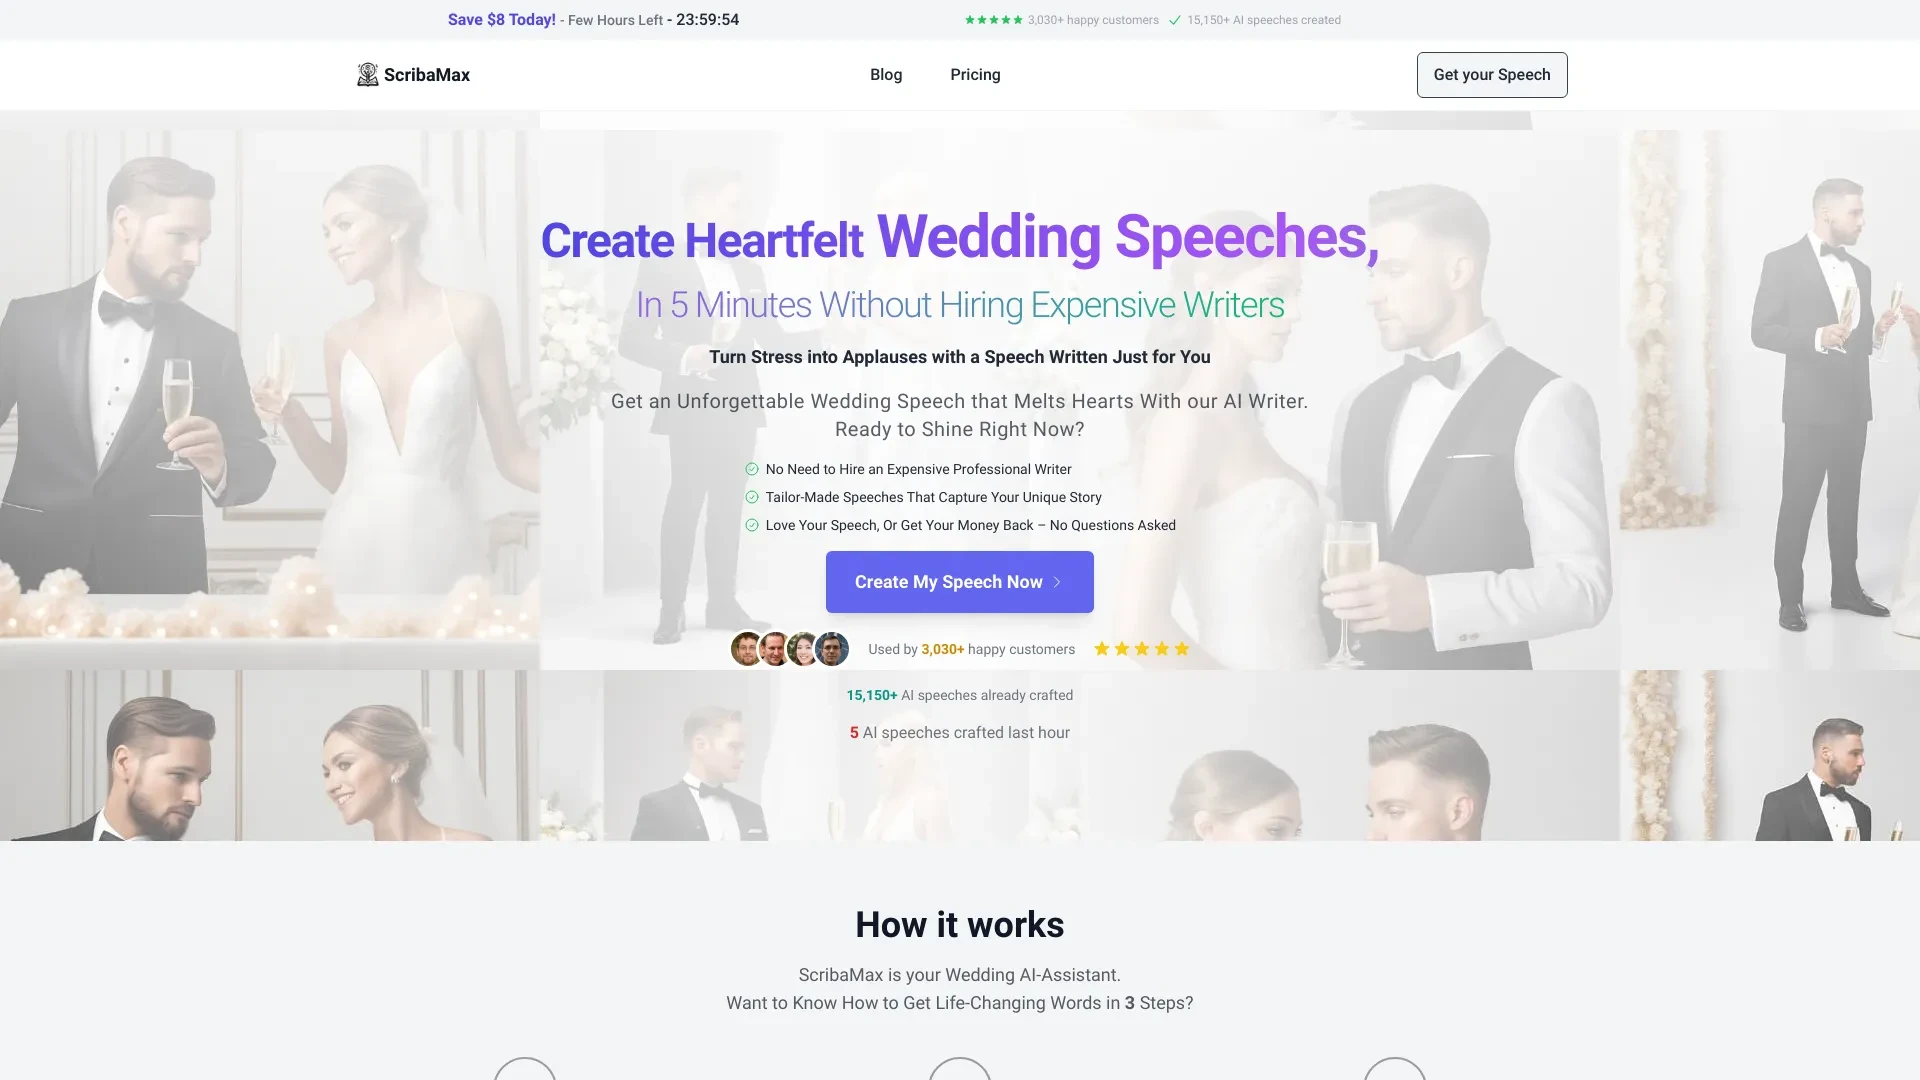 Save $8 Today! - Few Hours Left - 23:59:54
3,030+ happy customers
15,150+ AI speeches created
ScribaMax
Blog
Pricing
Get your Speech
Create Heartfelt Wedding Speeches,
In 5 Minutes Without Hiring Expensive Writers
Turn Stress into Applauses with a Speech Written Just for You
Get an Unforgettable Wedding Speech that Melts Hearts With our AI Writer.
Ready to Shine Right Now?
No Need to Hire an Expensive Professional Writer
Tailor-Made Speeches That Capture Your Unique Story
Love Your Speech, Or Get Your Money Back – No Questions Asked
Create My Speech Now
Used by 3,030+ happy customers
15,150+ AI speeches already crafted
5 AI speeches crafted last hour
How it works
ScribaMax is your Wedding AI-Assistant.
Want to Know How to Get Life-Changing Words in 3 Steps?